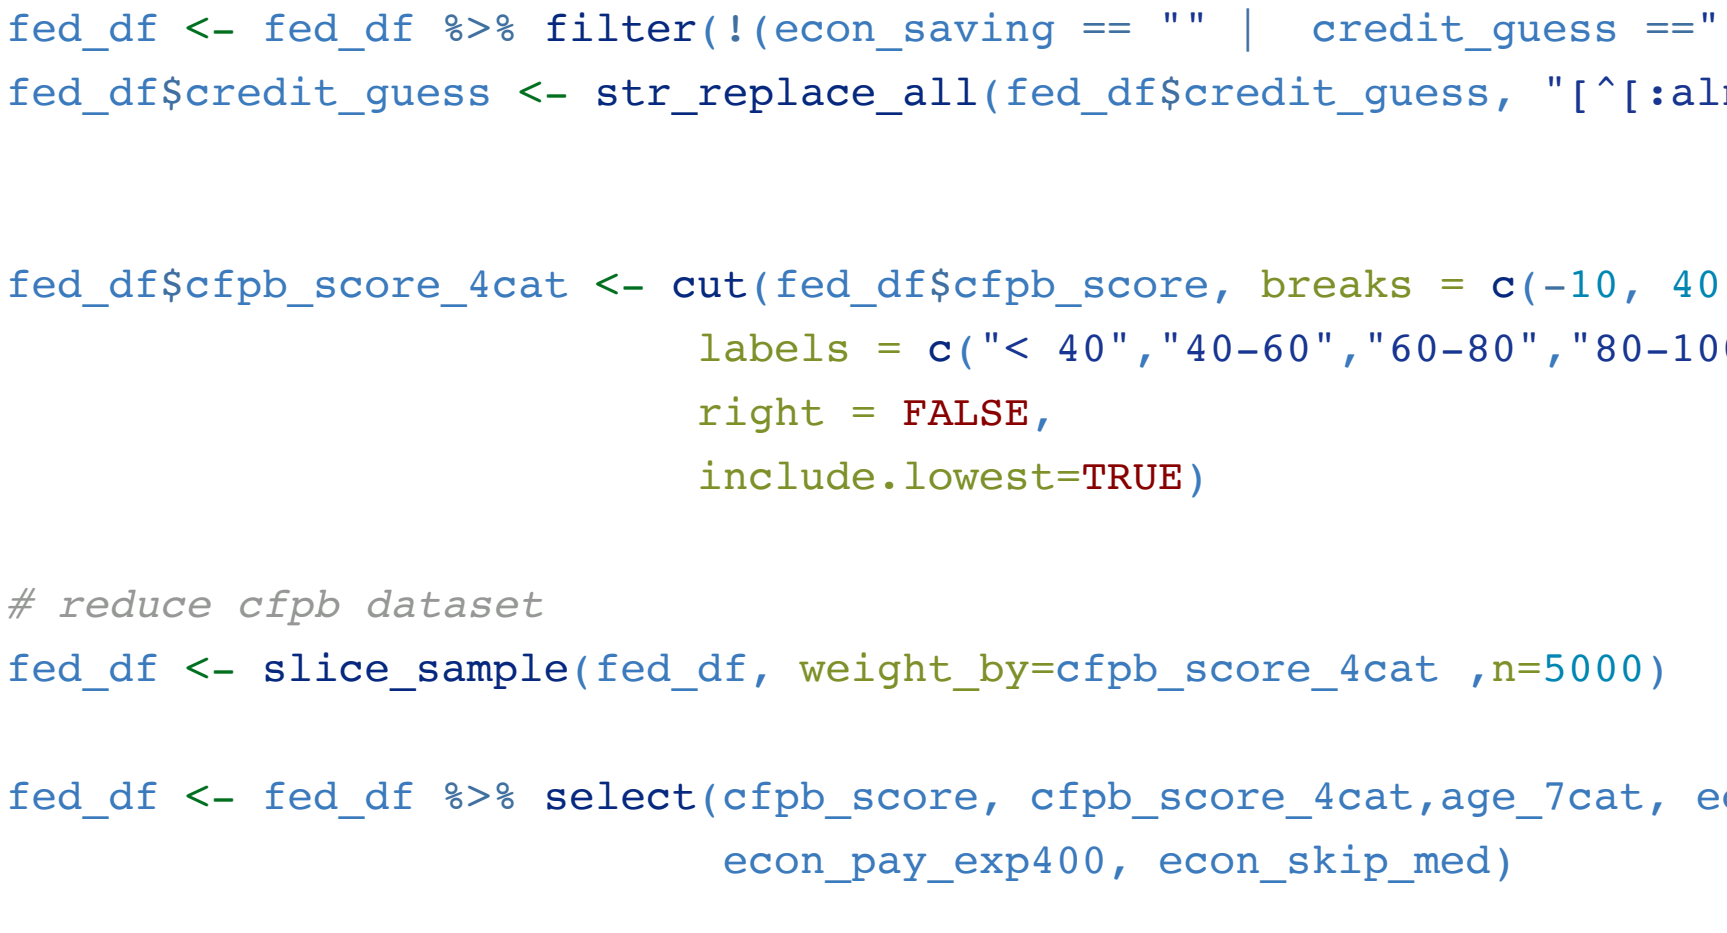 fed_df <- fed_df %>% filter(!(econ_saving == "" |  credit_guess =="
fed_df$credit_guess <- str_replace_all(fed_df$credit_guess, "[^[:al
fed_df$cfpb_score_4cat <- cut(fed_df$cfpb_score, breaks = c(-10, 40
labels = c("< 40","40-60","60-80","80-10
right = FALSE,
include.lowest=TRUE)
# reduce cfpb dataset
fed_df <- slice_sample(fed_df, weight_by=cfpb_score_4cat ,n=5000)
fed_df <- fed_df %>% select(cfpb_score, cfpb_score_4cat,age_7cat, e
econ_pay_exp400, econ_skip_med)